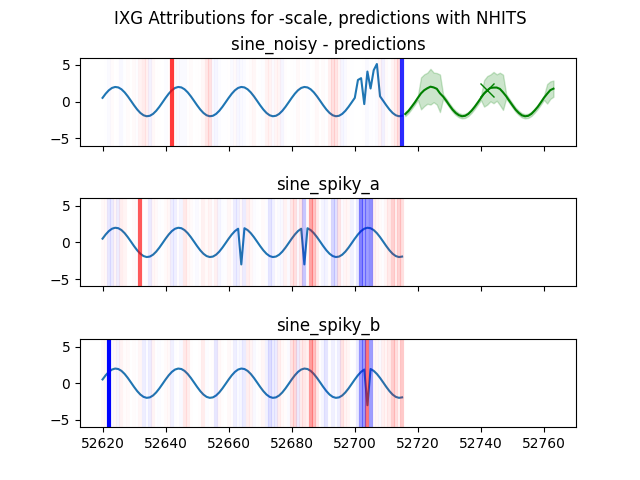 IXG Attributions for -scale, predictions with NHITS
sine_noisy - predictions
5
0
−5
sine_spiky_a
5
0
−5
sine_spiky_b
5
0
−5
52620 52640 52660 52680 52700 52720 52740 52760